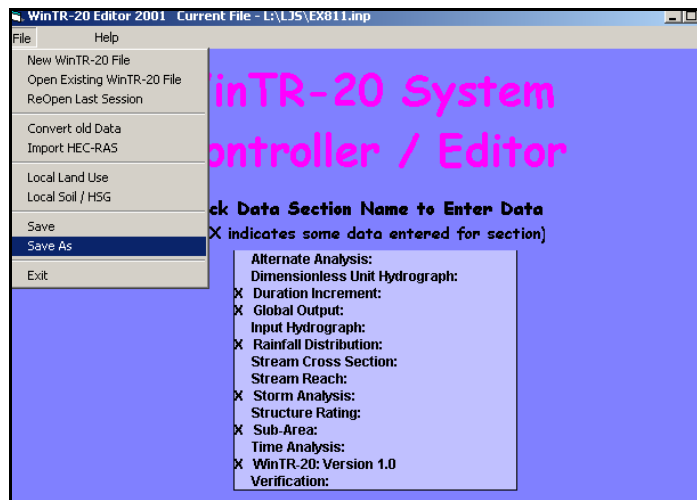 WinTR-20 Editor 2001 Current File - L:\LJS\EX811.inp
File Help
New WinTR-20 File
Open Existing WinTR-20 File
ReOpen Last Session
Convert old Data
Import HEC-RAS
Local Land Use
Local Soil / HSG
Save
Save As
Exit
inTR-20 System
ontroller / Editor
ck Data Section Name to Enter Data
X indicates some data entered for section)
Alternate Analysis:
Dimensionless Unit Hydrograph:
X Duration Increment:
X Global Output:
Input Hydrograph:
X Rainfall Distribution:
Stream Cross Section:
Stream Reach:
X Storm Analysis:
Structure Rating:
X Sub-Area:
Time Analysis:
X WinTR-20: Version 1.0
Verification: